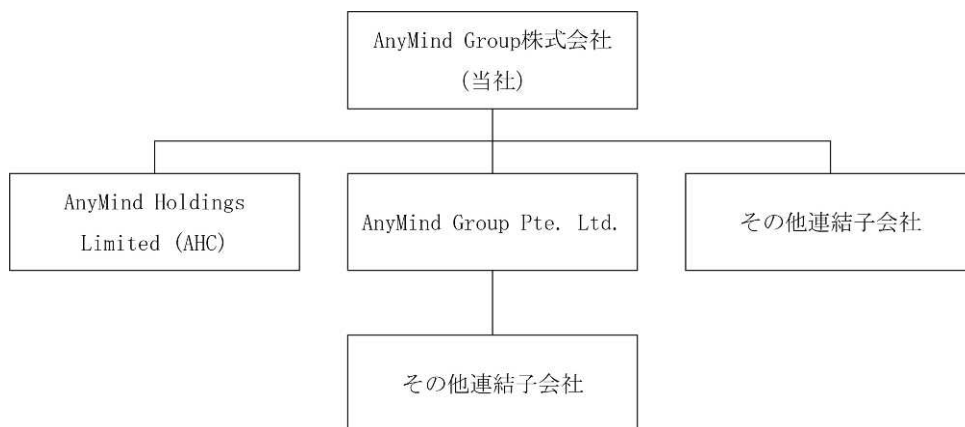 AnyMind Group株式会社
(当社)
AnyMind Holdings
Limited (AHC)
AnyMind Group Pte. Ltd.
その他連結子会社
その他連結子会社